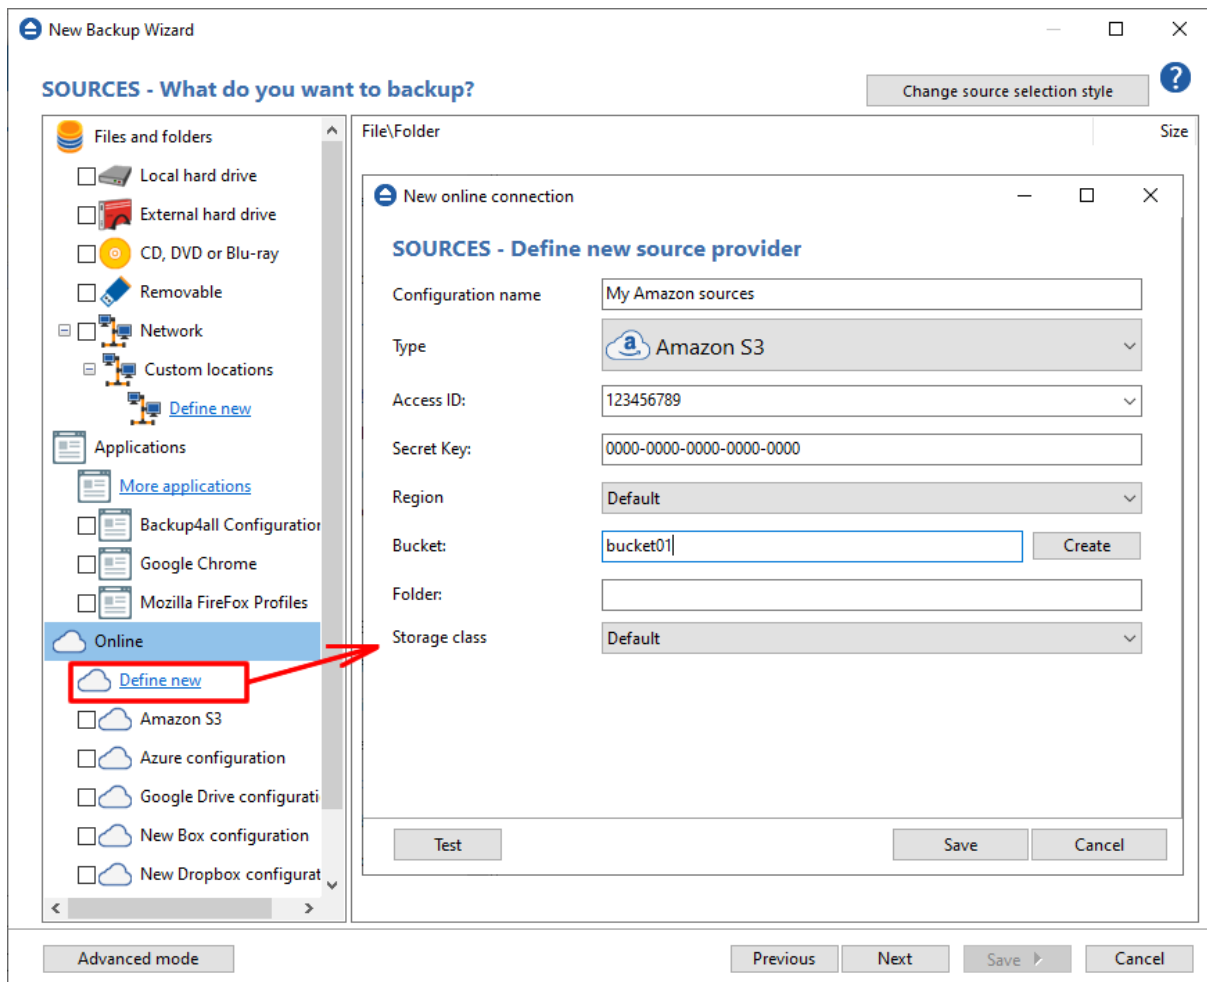 New Backup Wizard
SOURCES - What do you want to backup?
Change source selection style
?
Files and folders
Local hard drive
External hard drive
CD, DVD or Blu-ray
Removable
Network
Custom locations
Define new
Applications
More applications
Backup4all Configuration
Google Chrome
Mozilla FireFox Profiles
Online
Define new
Amazon S3
Azure configuration
Google Drive configurati
New Box configuration
New Dropbox configurat
File\Folder
Size
New online connection
SOURCES - Define new source provider
Configuration name
My Amazon sources
Type
a Amazon S3
Access ID:
123456789
Secret Key:
0000-0000-0000-0000-0000
Region
Default
Bucket:
bucket01
Create
Folder:
Storage class
Default
Test
Save
Cancel
Advanced mode
Previous
Next
Save
Cancel